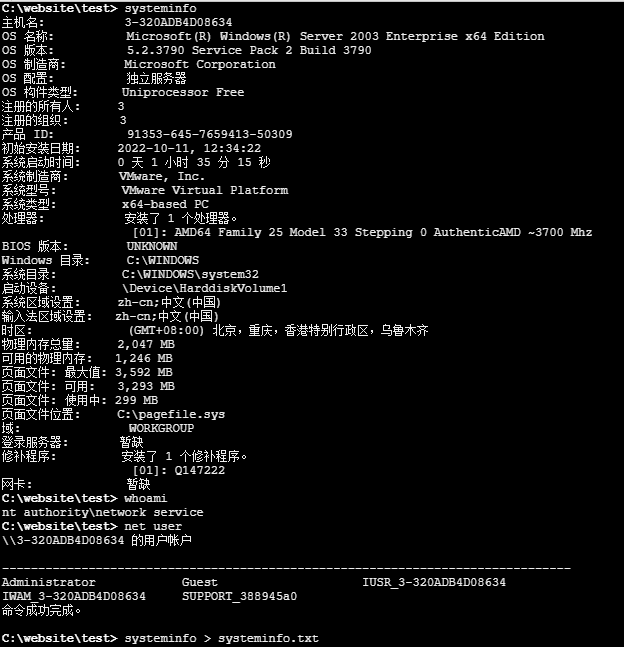 C:\website\test> systeminfo
主机名: 3-320ADB4D08634
OS 名称: Microsoft(R) Windows(R) Server 2003 Enterprise x64 Edition
OS 版本: 5.2.3790 Service Pack 2 Build 3790
OS 制造商: Microsoft Corporation
OS 配置: 独立服务器
OS 构件类型: Uniprocessor Free
注册的所有人: 3
注册的组织: 3
产品 ID: 91353-645-7659413-50309
初始安装日期: 2022-10-11, 12:34:22
系统启动时间: 0 天 1 小时 35 分 15 秒
系统制造商: VMware, Inc.
系统型号: VMware Virtual Platform
系统类型: x64-based PC
处理器: 安装了 1 个处理器。
[01]: AMD64 Family 25 Model 33 Stepping 0 AuthenticAMD ~3700 Mhz
BIOS 版本: UNKNOWN
Windows 目录: C:\WINDOWS
系统目录: C:\WINDOWS\system32
启动设备: \Device\HarddiskVolume1
系统区域设置: zh-cn;中文(中国)
输入法区域设置: zh-cn;中文(中国)
时区: (GMT+08:00) 北京，重庆，香港特别行政区，乌鲁木齐
物理内存总量: 2,047 MB
可用的物理内存: 1,246 MB
页面文件: 最大值: 3,592 MB
页面文件: 可用: 3,293 MB
页面文件: 使用中: 299 MB
页面文件位置: C:\pagefile.sys
域: WORKGROUP
登录服务器: 暂缺
修补程序: 安装了 1 个修补程序。
[01]: Q147222
网卡: 暂缺
C:\website\test> whoami
nt authority\network service
C:\website\test> net user
\\3-320ADB4D08634 的用户帐户
-------------------------------------------------------------------------------
Administrator Guest IUSR_3-320ADB4D08634
IWAM_3-320ADB4D08634 SUPPORT_388945a0
命令成功完成。
C:\website\test> systeminfo > systeminfo.txt